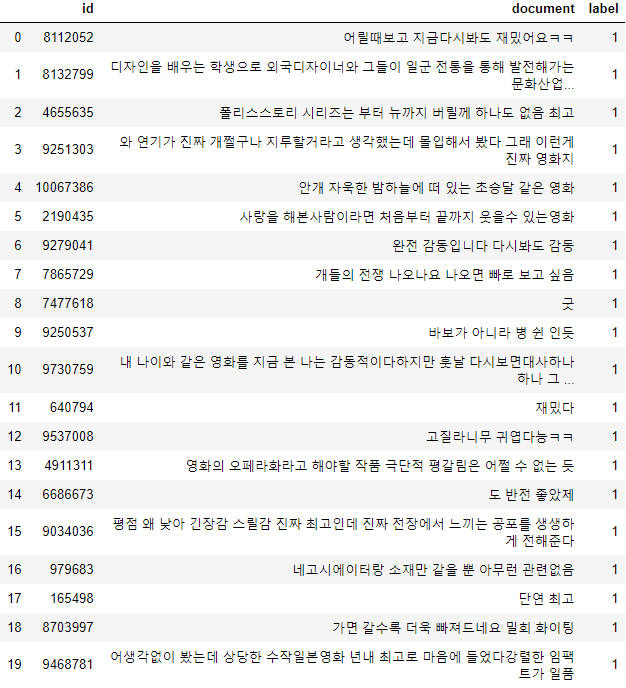 id document label
0 8112052 어릴때보고 지금다시봐도 재밌어요ㅋㅋ 1
1 8132799 디자인을 배우는 학생으로 외국디자이너와 그들이 일군 전통을 통해 발전해가는
문화산업... 1
2 4655635 폴리스스토리 시리즈는 부터 뉴까지 버릴께 하나도 없음 최고 1
3 9251303 와 연기가 진짜 개쩔구나 지루할거라고 생각했는데 몰입해서 봤다 그래 이런게
진짜 영화지 1
4 10067386 안개 자욱한 밤하늘에 떠 있는 초승달 같은 영화 1
5 2190435 사랑을 해본사람이라면 처음부터 끝까지 웃을수 있는영화 1
6 9279041 완전 감동입니다 다시봐도 감동 1
7 7865729 개들의 전쟁 나오나요 나오면 빠로 보고 싶음 1
8 7477618 굿 1
9 9250537 바보가 아니라 병 쉰 인듯 1
10 9730759 내 나이와 같은 영화를 지금 본 나는 감동적이다하지만 훗날 다시보면대사하나
하나 그 ... 1
11 640794 재밌다 1
12 9537008 고질라니무 귀엽다능ㅋㅋ 1
13 4911311 영화의 오페라화라고 해야할 작품 극단적 평갈림은 어쩔 수 없는 듯 1
14 6686673 도 반전 좋았제 1
15 9034036 평점 왜 낮아 긴장감 스릴감 진짜 최고인데 진짜 전장에서 느끼는 공포를 생생하
게 전해준다 1
16 979683 네고시에이터랑 소재만 같을 뿐 아무런 관련없음 1
17 165498 단연 최고 1
18 8703997 가면 갈수록 더욱 빠져드네요 밀회 화이팅 1
19 9468781 어생각없이 봤는데 상당한 수작일본영화 년내 최고로 마음에 들었다강렬한 임팩
트가 일품 1